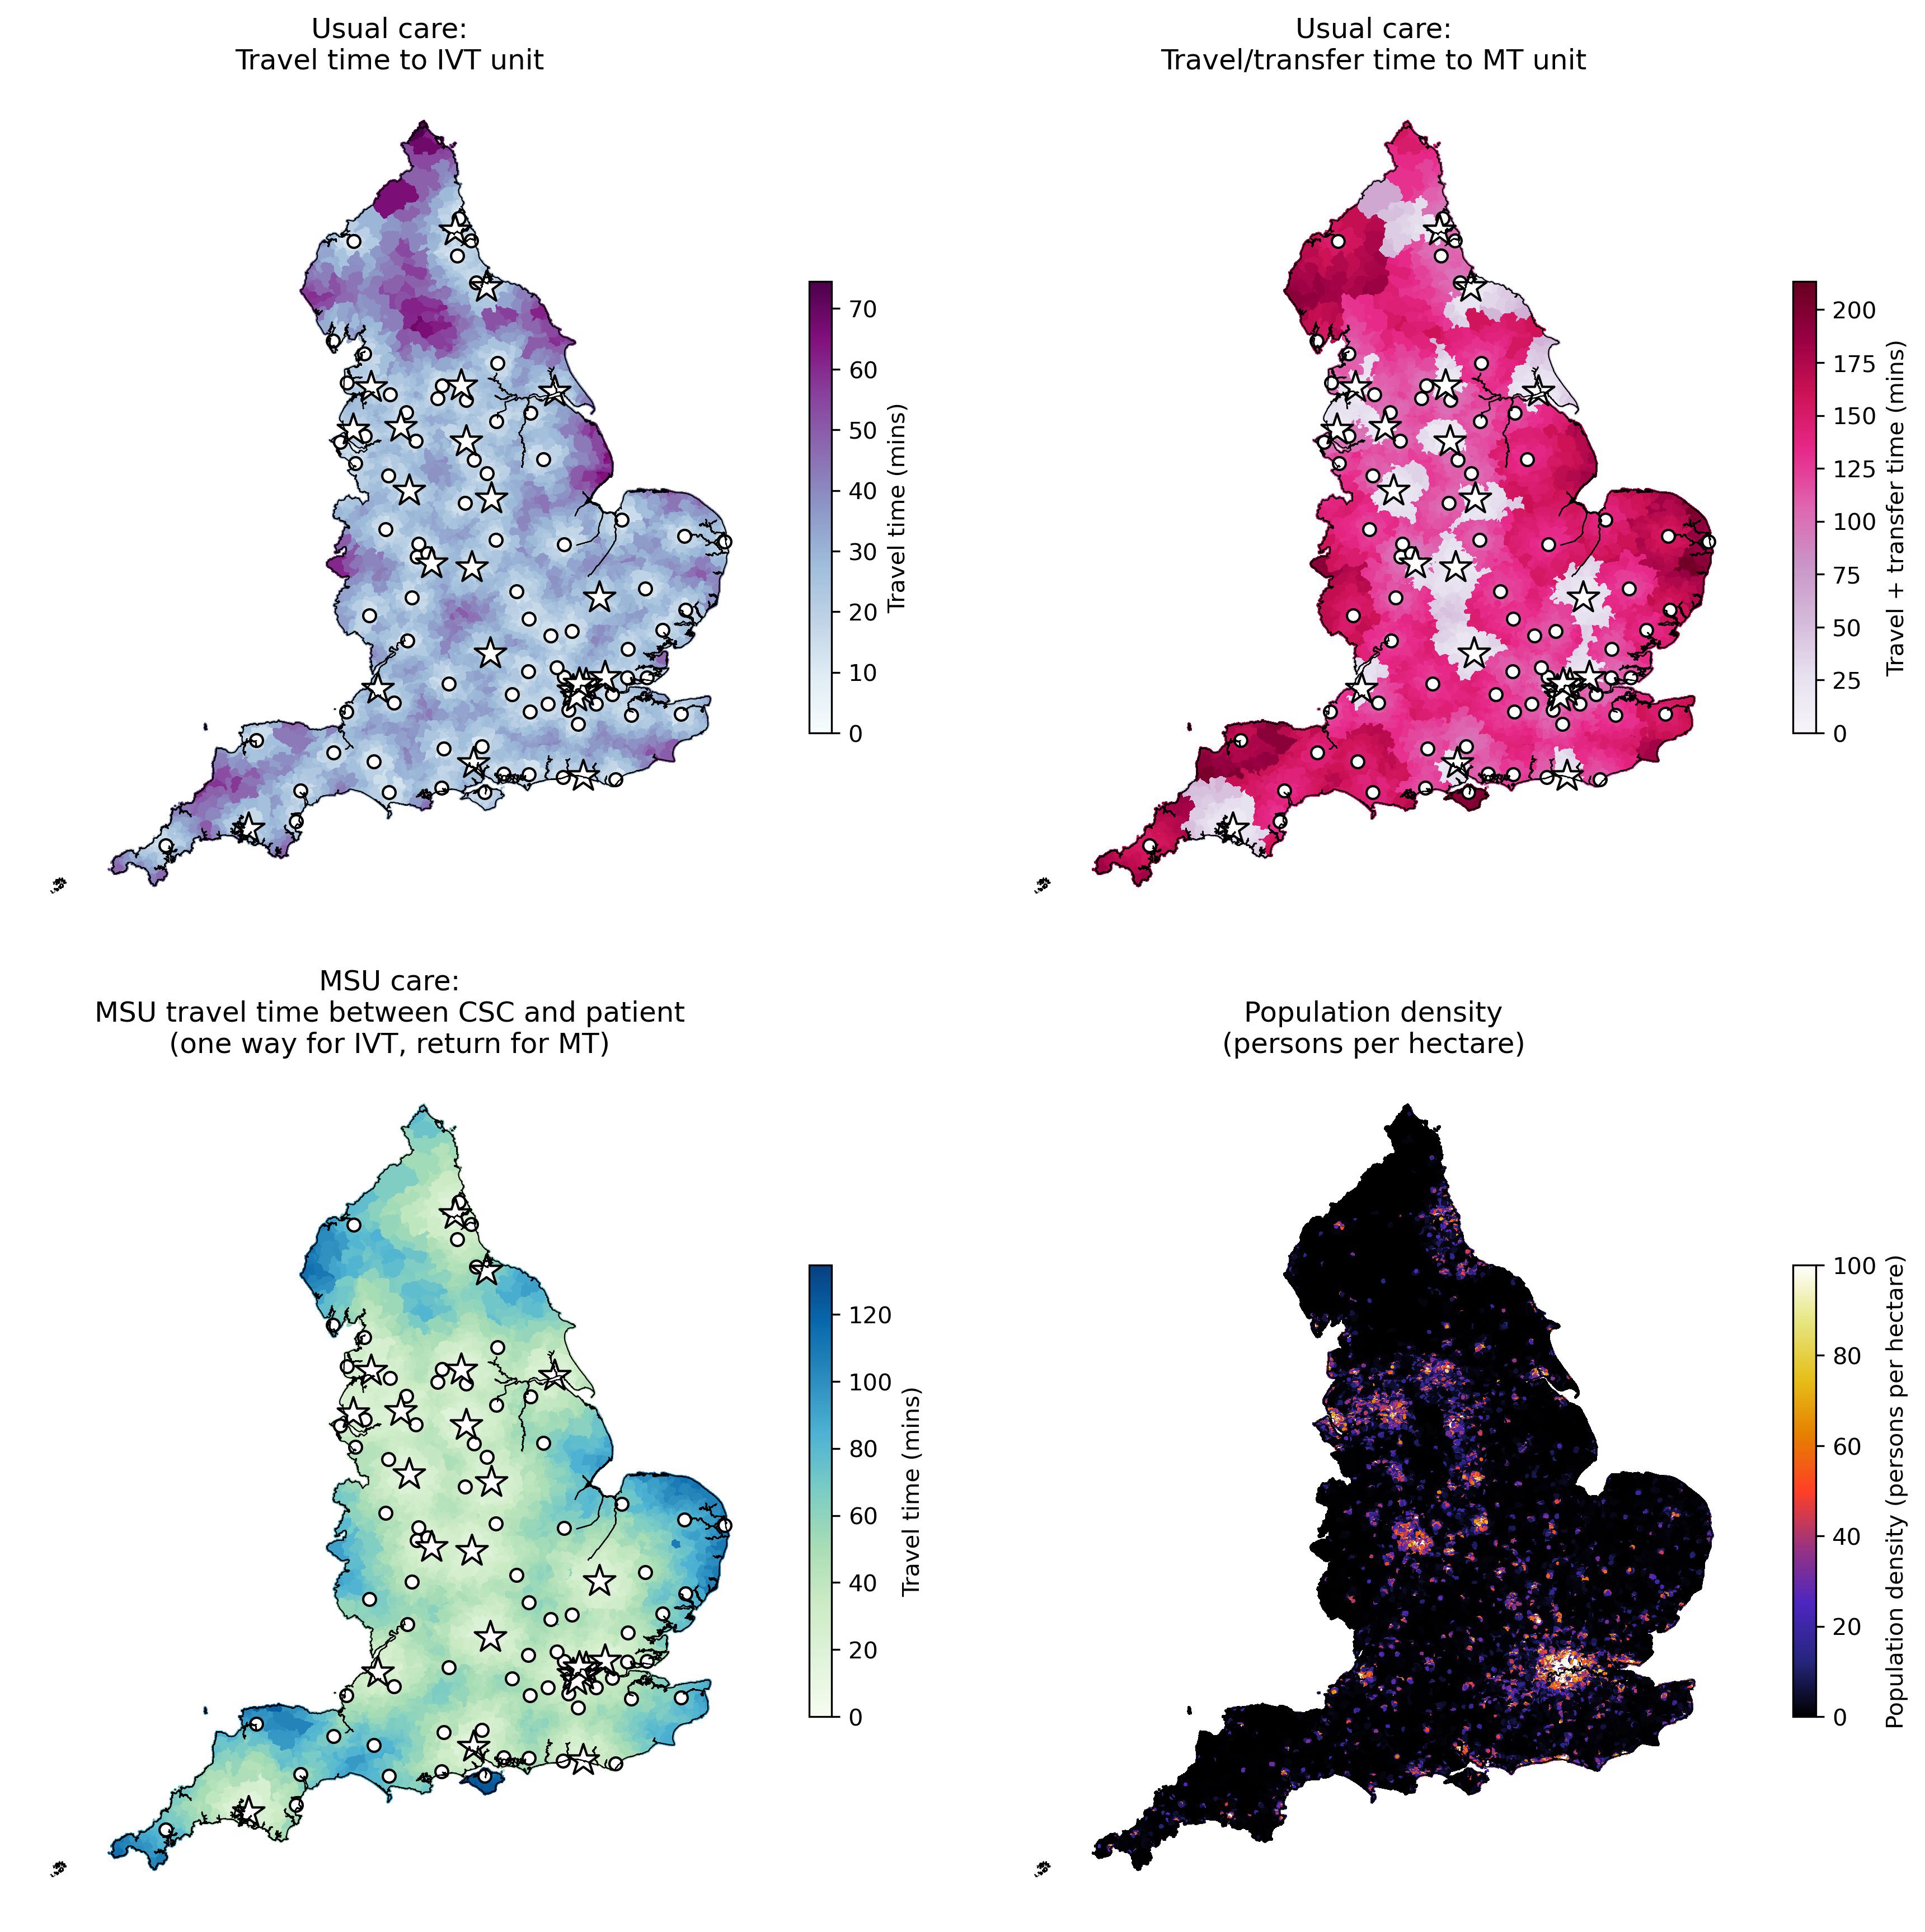 Usual care:
Travel time to IVT unit
70
60
50
40
30
20
10
0
Travel time (mins)
Usual care:
Travel/transfer time to MT unit
200
175
150
125
100
75
50
25
0
Travel + transfer time (mins)
MSU care:
MSU travel time between CSC and patient
(one way for IVT, return for MT)
120
100
80
60
40
20
0
Travel time (mins)
Population density
(persons per hectare)
100
80
60
40
20
0
Population density (persons per hectare)